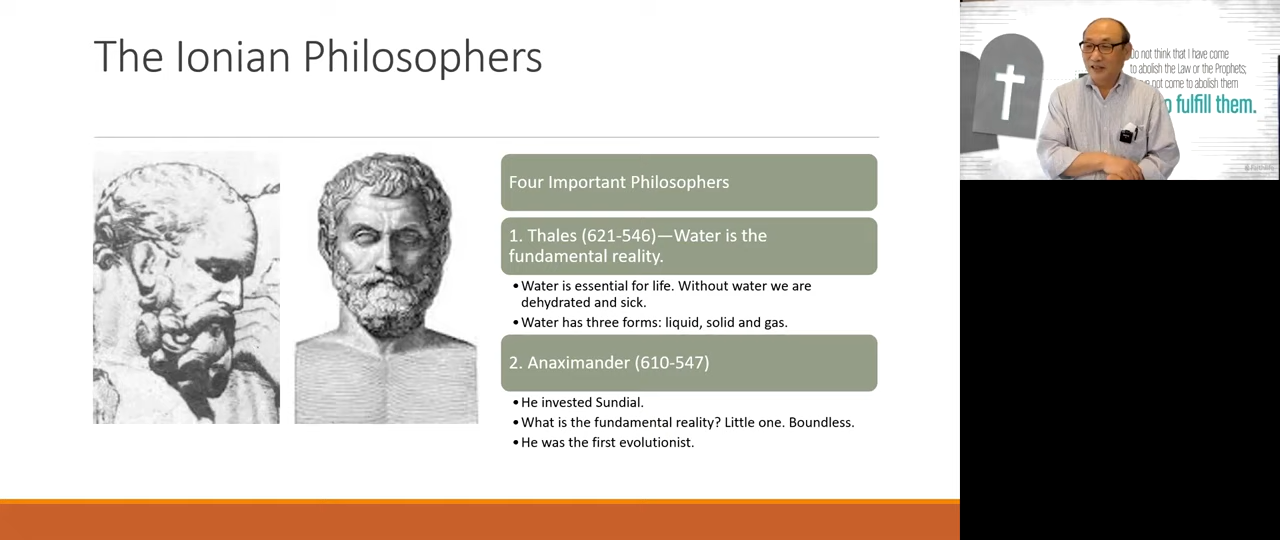 The Ionian Philosophers
Four Important Philosophers
1. Thales (621-546)—Water is the
fundamental reality.
•Water is essential for life. Without water we are
dehydrated and sick.
•Water has three forms: liquid, solid and gas.
2. Anaximander (610-547)
•He invested Sundial.
•What is the fundamental reality? Little one. Boundless.
•He was the first evolutionist.
Do not think that I have come
to abolish the Law or the Prophets;
not come to abolish them
fulfill them.